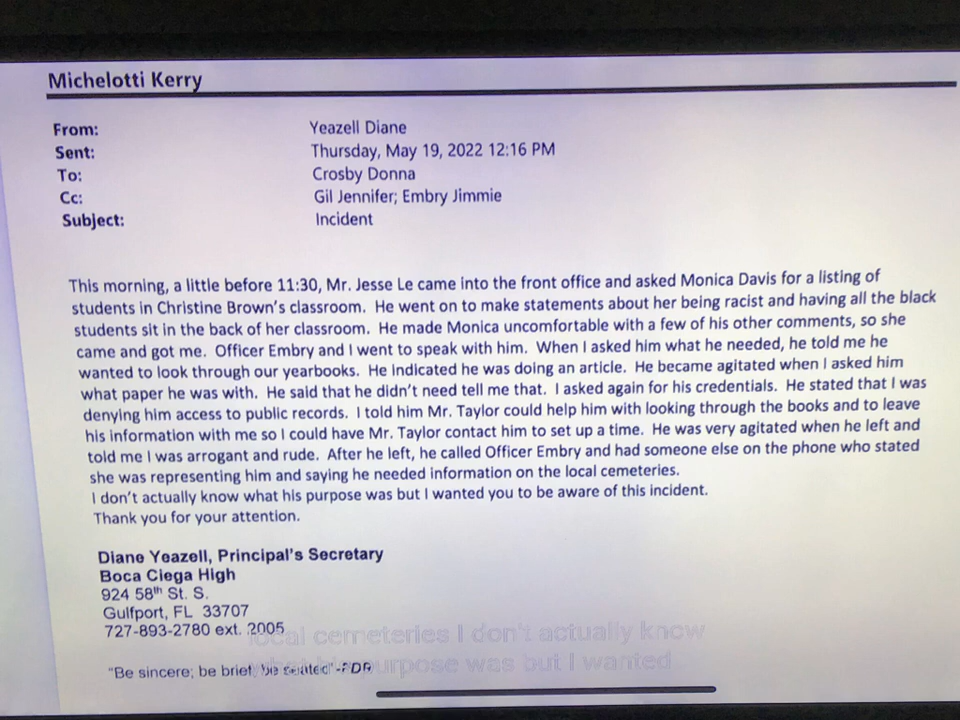 Michelotti Kerry
From: Yeazell Diane
Sent: Thursday, May 19, 2022 12:16 PM
To: Crosby Donna
Cc: Gil Jennifer; Embry Jimmie
Subject: Incident
This morning, a little before 11:30, Mr. Jesse Le came into the front office and asked Monica Davis for a listing of
students in Christine Brown's classroom. He went on to make statements about her being racist and having all the black
students sit in the back of her classroom. He made Monica uncomfortable with a few of his other comments, so she
came and got me. Officer Embry and I went to speak with him. When I asked him what he needed, he told me he
wanted to look through our yearbooks. He indicated he was doing an article. He became agitated when I asked him
what paper he was with. He said that he didn't need tell me that. I asked again for his credentials. He stated that I was
denying him access to public records. I told him Mr. Taylor could help him with looking through the books and to leave
his information with me so I could have Mr. Taylor contact him to set up a time. He was very agitated when he left and
told me I was arrogant and rude. After he left, he called Officer Embry and had someone else on the phone who stated
she was representing him and saying he needed information on the local cemeteries.
I don't actually know what his purpose was but I wanted you to be aware of this incident.
Thank you for your attention.
Diane Yeazell, Principal's Secretary
Boca Ciega High
924 58th St. S.
Gulfport, FL 33707
727-893-2780 ext. 2005
local cemeteries I don't actually know
"Be sincere; be brief; be seated" -FDR
purpose was but I wanted